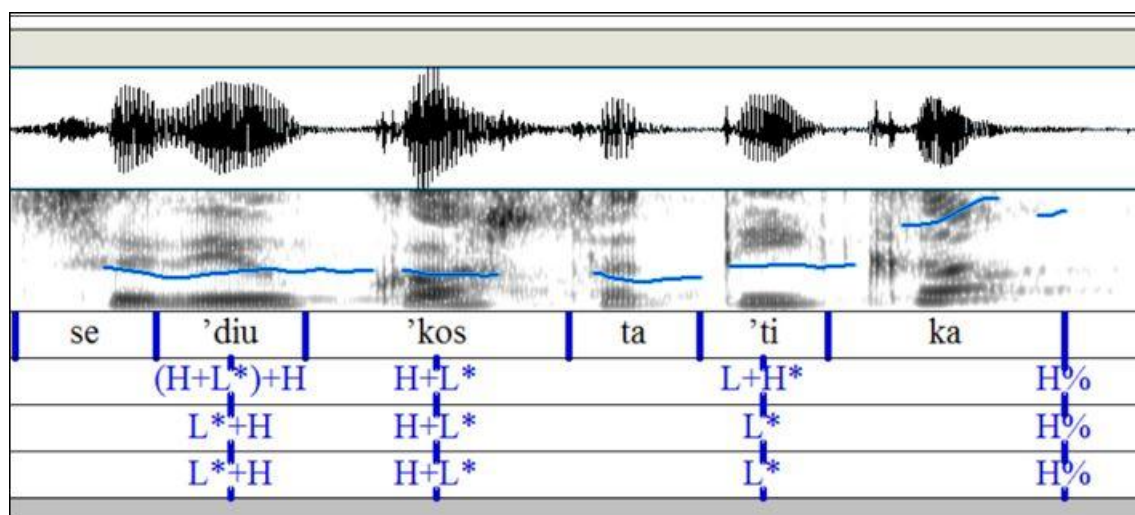 se ’diu ’kos ta ’ti ka
(H+L*)+H H+L* L+H* H%
L*+H H+L* L* H%
L*+H H+L* L* H%